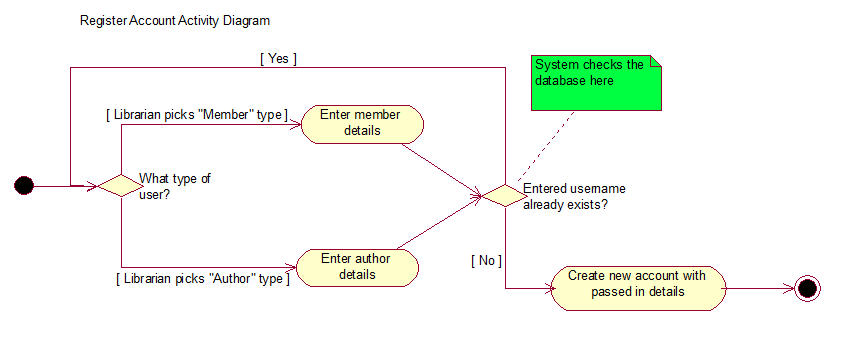 Register Account Activity Diagram
[ Yes ]
System checks the
database here
[ Librarian picks "Member" type ]
Enter member
details
What type of
user?
Entered username
already exists?
Enter author
details
[ Librarian picks "Author" type ]
[ No ]
Create new account with
passed in details